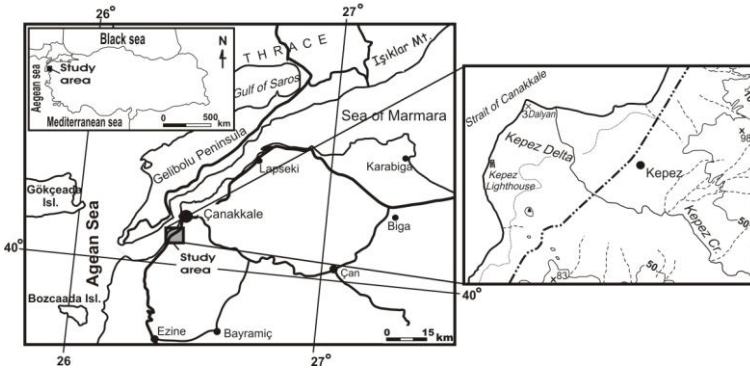 26°
27°
Black sea
N
Aegean sea
Study
area
Mediterranean sea
0 500
km
THRACE
Işıklar Mt.
Gulf of Saros
Sea of Marmara
Gelibolu Peninsula
Lapseki
Karabiga
Gökçeada
Isl.
Çanakkale
Biga
Agean Sea
40°
Study
area
Çan
Bozcaada Isl.
Ezine
Bayramiç
0 15
km
26
27°
40°
Strait of Canakkale
3
Dalyan
98
Kepez Delta
Kepez
Kepez
Lighthouse
Kepez Cr.
50
50
83